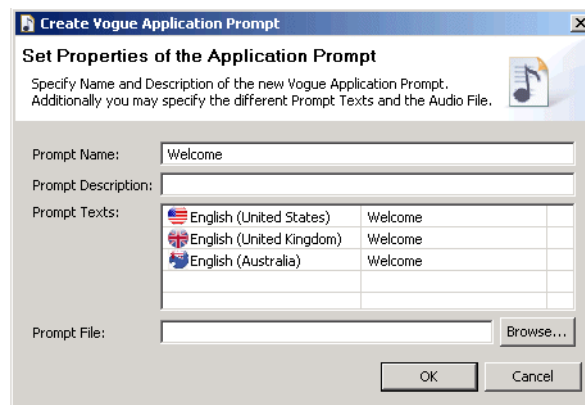 Create Vogue Application Prompt
Set Properties of the Application Prompt
Specify Name and Description of the new Vogue Application Prompt.
Additionally you may specify the different Prompt Texts and the Audio File.
Prompt Name: Welcome
Prompt Description:
Prompt Texts: English (United States) Welcome
English (United Kingdom) Welcome
English (Australia) Welcome
Prompt File: Browse...
OK Cancel